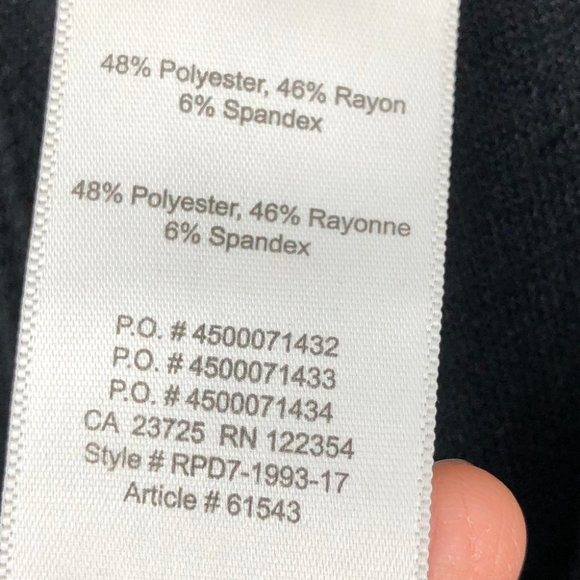 48% Polyester, 46% Rayon
6% Spandex
48% Polyester, 46% Rayonne
6% Spandex
P.O. # 4500071432
P.O. # 4500071433
P.O. # 4500071434
CA 23725 RN 122354
Style # RPD7-1993-17
Article # 61543